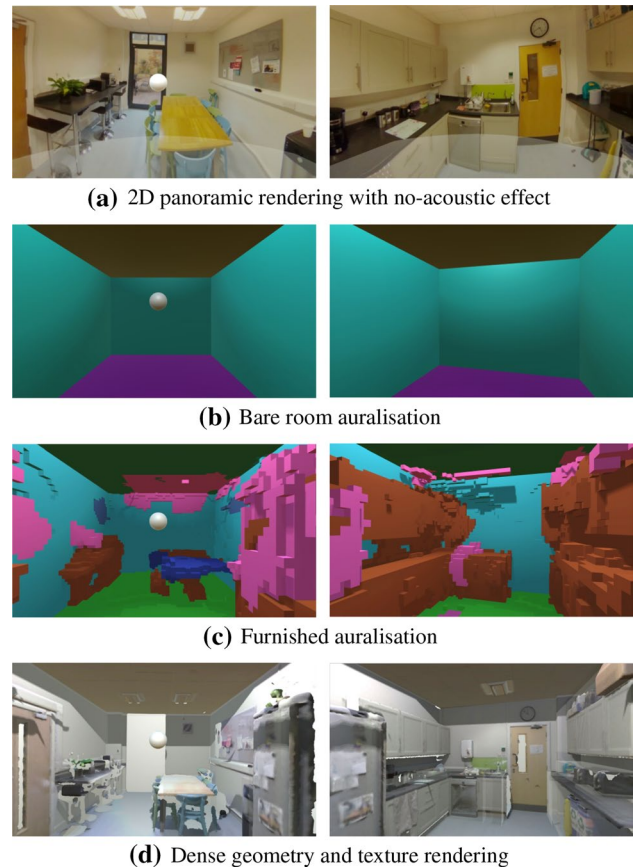 (a) 2D panoramic rendering with no-acoustic effect
(b) Bare room auralisation
(c) Furnished auralisation
(d) Dense geometry and texture rendering